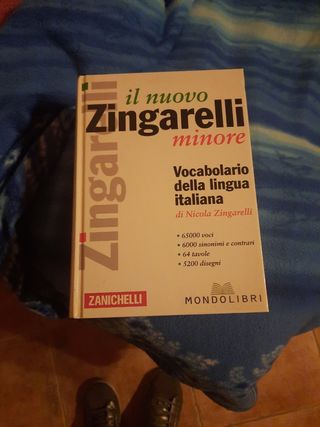 Zingarelli
il nuovo
Zingarelli
minore
Vocabolario
della lingua
italiana
di Nicola Zingarelli
• 65000 voci
• 6000 sinonimi e contrari
• 64 tavole
• 5200 disegni
ZANICHELLI
MONDOLIBRI